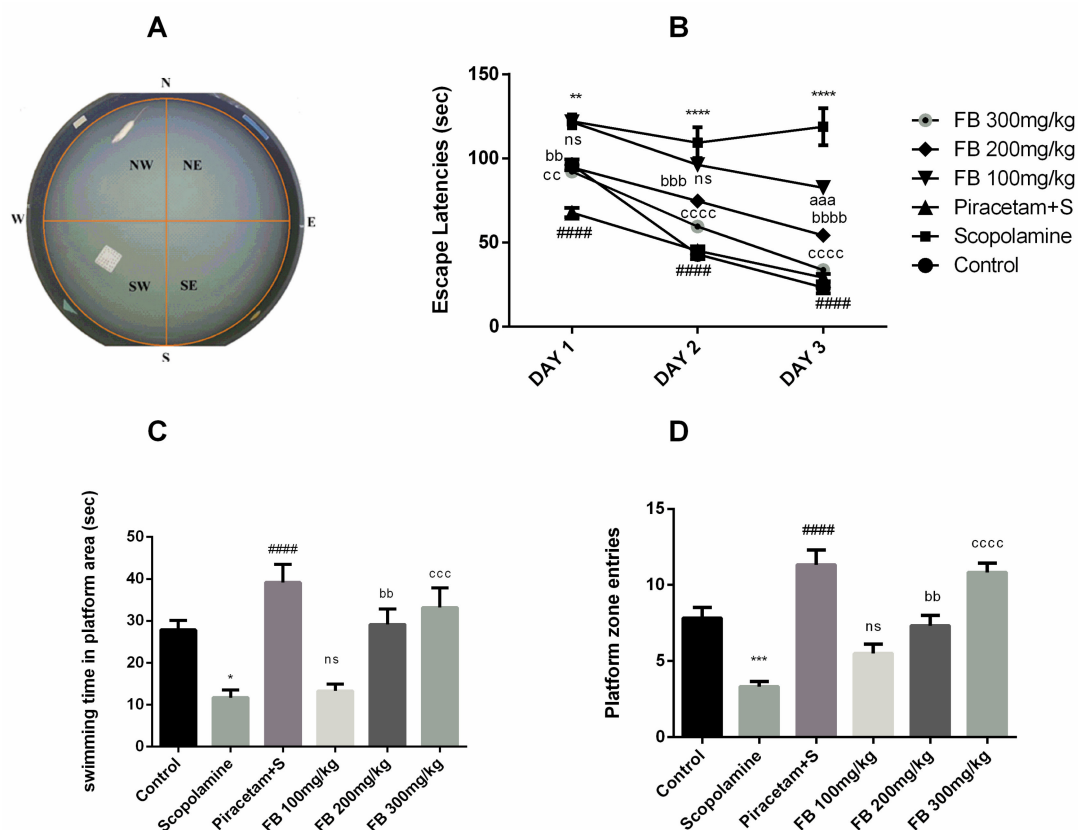 A
N
NW NE
W E
SW SE
S
B
Escape Latencies (sec)
150
100
50
0
** **** ****
ns
bb
cc
bbb ns
aaa
bbbb
cccc
cccc
#### #### ####
DAY 1 DAY 2 DAY 3
FB 300mg/kg
FB 200mg/kg
FB 100mg/kg
Piracetam+S
Scopolamine
Control
C
swimming time in platform area (sec)
50
40
30
20
10
0
* #### ns bb ccc
Control Scopolamine Piracetam+S FB 100mg/kg FB 200mg/kg FB 300mg/kg
D
Platform zone entries
15
10
5
0
*** #### ns bb cccc
Control Scopolamine Piracetam+S FB 100mg/kg FB 200mg/kg FB 300mg/kg